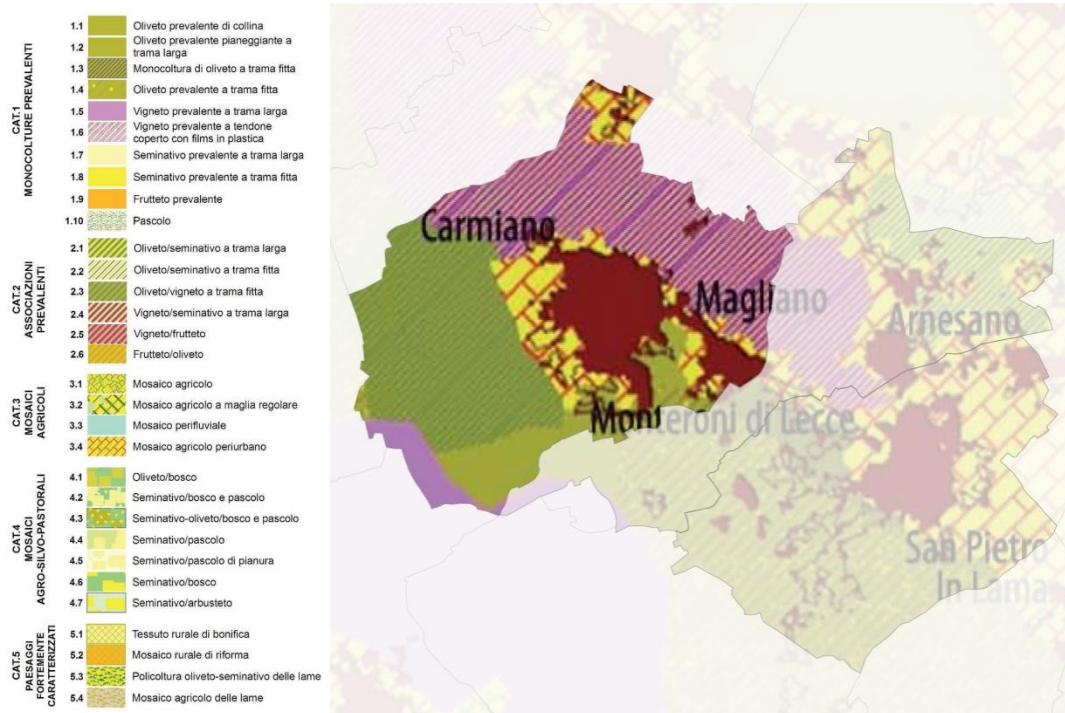 CAT.1
MONOCOLTURE PREVALENTI
1.1 Oliveto prevalente di collina
1.2 Oliveto prevalente pianeggiante a
trama larga
1.3 Monocoltura di oliveto a trama fitta
1.4 Oliveto prevalente a trama fitta
1.5 Vigneto prevalente a trama larga
1.6 Vigneto prevalente a tendone
coperto con films in plastica
1.7 Seminativo prevalente a trama larga
1.8 Seminativo prevalente a trama fitta
1.9 Frutteto prevalente
1.10 Pascolo
CAT.2
ASSOCIAZIONI
PREVALENTI
2.1 Oliveto/seminativo a trama larga
2.2 Oliveto/seminativo a trama fitta
2.3 Oliveto/vigneto a trama fitta
2.4 Vigneto/seminativo a trama larga
2.5 Vigneto/frutteto
2.6 Frutteto/oliveto
CAT.3
MOSAICI
AGRICOLI
3.1 Mosaico agricolo
3.2 Mosaico agricolo a maglia regolare
3.3 Mosaico perifluviale
3.4 Mosaico agricolo periurbano
CAT.4
MOSAICI
AGRO-SILVO-PASTORALI
4.1 Oliveto/bosco
4.2 Seminativo/bosco e pascolo
4.3 Seminativo-oliveto/bosco e pascolo
4.4 Seminativo/pascolo
4.5 Seminativo/pascolo di pianura
4.6 Seminativo/bosco
4.7 Seminativo/arbusteto
CAT.5
PAESAGGI
FORTEMENTE
CARATTERIZZATI
5.1 Tessuto rurale di bonifica
5.2 Mosaico rurale di riforma
5.3 Policoltura oliveto-seminativo delle lame
5.4 Mosaico agricolo delle lame
Carmiano
Magliano
Arnesano
Monteroni di Lecce
San Pietro
In Lama